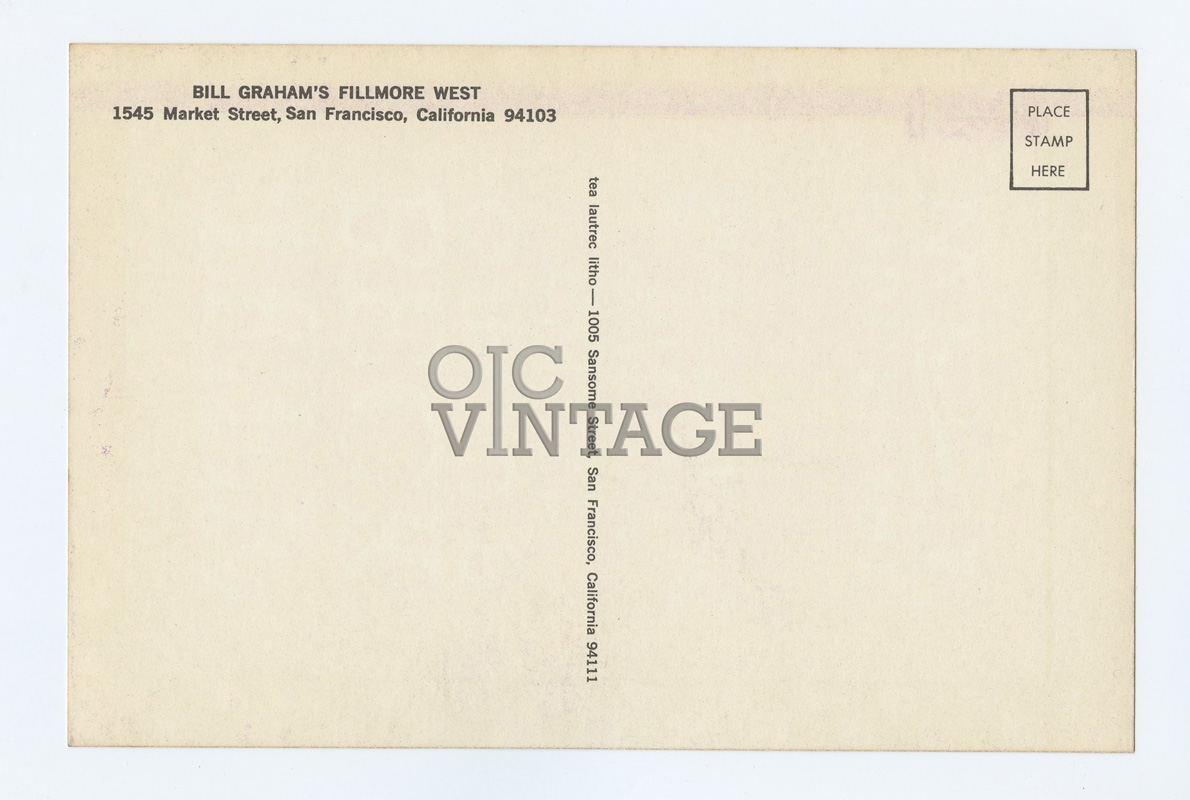 BILL GRAHAM'S FILLMORE WEST
1545 Market Street, San Francisco, California 94103
PLACE
STAMP
HERE
tea lautrec litho — 1005 Sansome Street, San Francisco, California 94111
OIC
VINTAGE